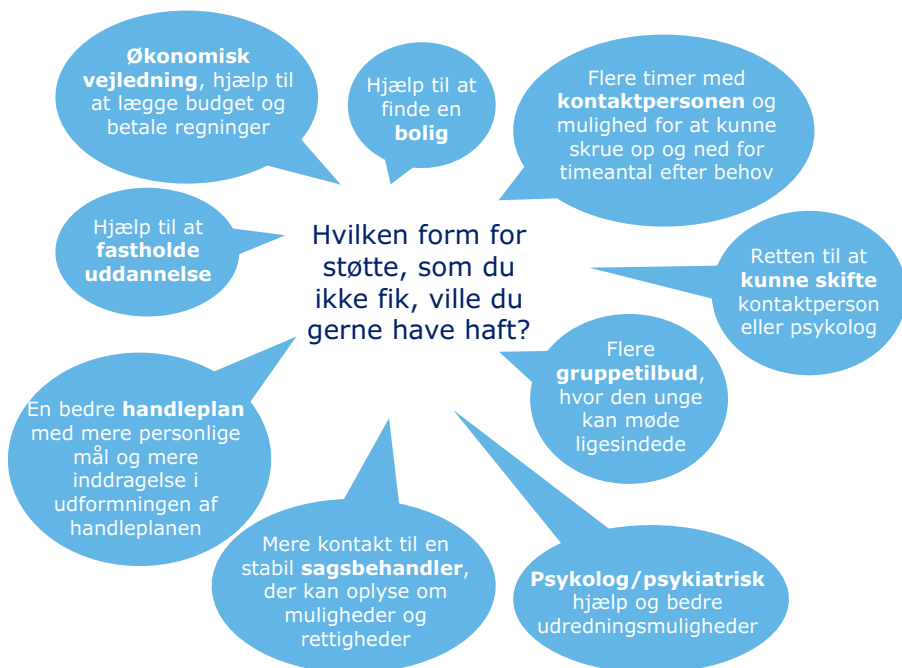 Økonomisk
vejledning, hjælp til
at lægge budget og
betale regninger
Hjælp til at
finde en
bolig
Flere timer med
kontaktpersonen og
mulighed for at kunne
skrue op og ned for
timeantal efter behov
Hjælp til at
fastholde
uddannelse
Hvilken form for
støtte, som du
ikke fik, ville du
gerne have haft?
Retten til at
kunne skifte
kontaktperson
eller psykolog
Flere
gruppetilbud,
hvor den unge
kan møde
ligesindede
En bedre handleplan
med mere personlige
mål og mere
inddragelse i
udformningen af
handleplanen
Mere kontakt til en
stabil sagsbehandler,
der kan oplyse om
muligheder og
rettigheder
Psykolog/psykiatrisk
hjælp og bedre
udredningsmuligheder